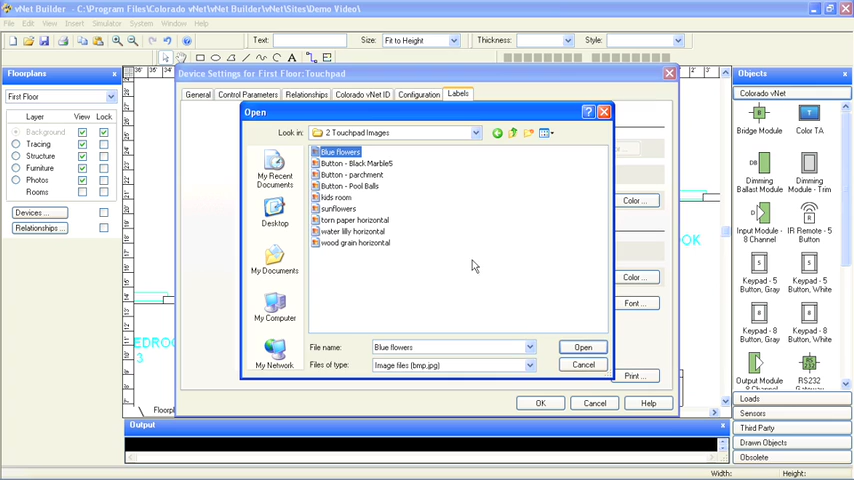 vNet Builder - C:\Program Files\Colorado vNet\vNet\Sites\Demo Video\
File Edit View Insert Simulator System Window Help
Text: Size: Fit to Height Thickness: Style:
Floorplans x
First Floor
Layer View Lock
Background
Tracing
Structure
Furniture
Photos
Rooms
Devices ...
Relationships ...
Device Settings for First Floor:Touchpad
General Control Parameters Relationships Colorado vNet ID Configuration Labels
Open
Look in: 2 Touchpad Images
My Recent Documents
Desktop
My Documents
My Computer
My Network
Blue flowers
Button - Black Marble5
Button - parchment
Button - Pool Balls
kids room
sunflowers
torn paper horizontal
water lilly horizontal
wood grain horizontal
File name: Blue flowers Open
Files of type: Image files (bmp,jpg) Cancel
Color ...
Color ...
Font ...
Print ...
OK Cancel Help
EDROO
3
OK
Floorpl
Objects x
Colorado vNet
Bridge Module Color TA
Dimming Ballast Module Dimming Module - Trim
Input Module - 8 Channel IR Remote - 5 Button
Keypad - 5 Button, Gray Keypad - 5 Button, White
Keypad - 8 Button, Gray Keypad - 8 Button, White
Output Module RS232
8 Channel Gateway
Loads
Sensors
Third Party
Drawn Objects
Obsolete
Output x
Width: Height: